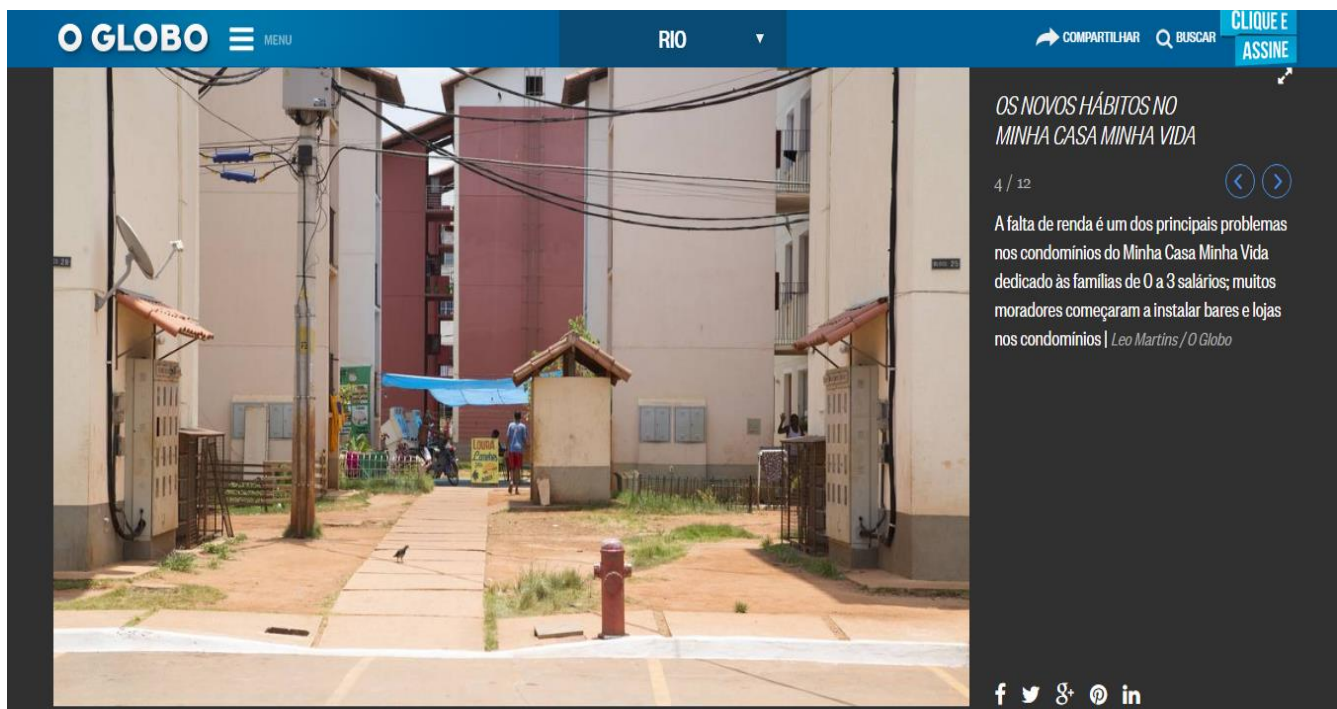 O GLOBO
MENU
RIO
COMPARTILHAR
BUSCAR
CLIQUE E
ASSINE
OS NOVOS HÁBITOS NO
MINHA CASA MINHA VIDA
4 / 12
A falta de renda é um dos principais problemas
nos condomínios do Minha Casa Minha Vida
dedicado às famílias de 0 a 3 salários; muitos
moradores começaram a instalar bares e lojas
nos condomínios | Leo Martins / O Globo
LOURA